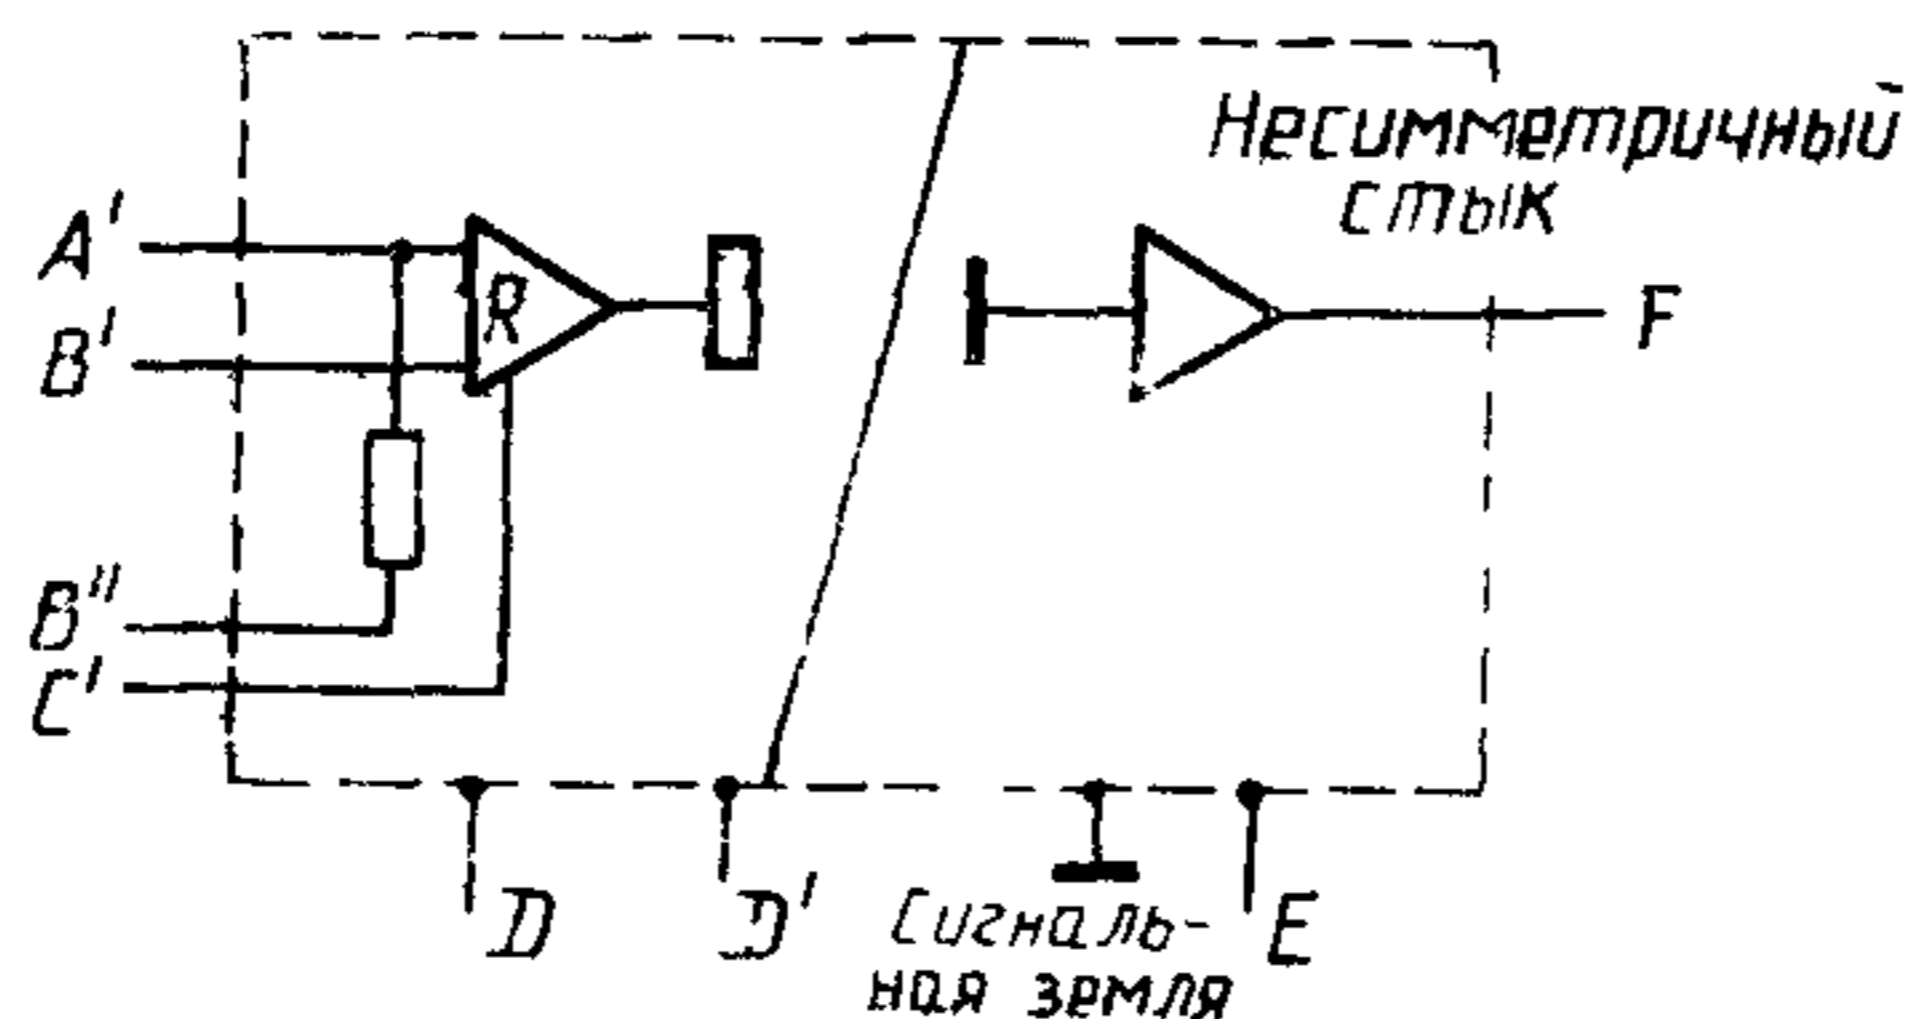 Несимметричный
стык
A'
R
F
B'
B"
C'
D
D'
Сигналь-
ная земля
E